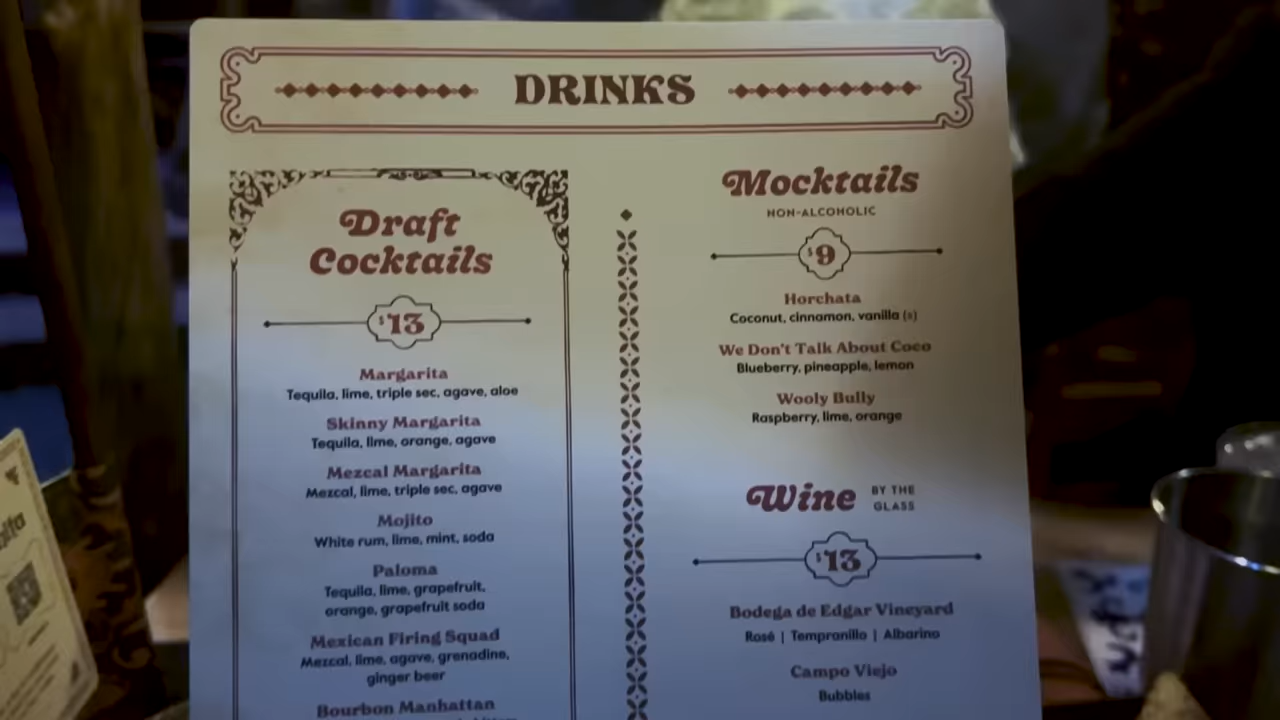 DRINKS
Draft
Cocktails
$13
Margarita
Tequila, lime, triple sec, agave, aloe
Skinny Margarita
Tequila, lime, orange, agave
Mezcal Margarita
Mezcal, lime, triple sec, agave
Mojito
White rum, lime, mint, soda
Paloma
Tequila, lime, grapefruit,
orange, grapefruit soda
Mexican Firing Squad
Mezcal, lime, agave, grenadine,
ginger beer
Bourbon Manhattan
Mocktails
NON-ALCOHOLIC
$9
Horchata
Coconut, cinnamon, vanilla (s)
We Don't Talk About Coco
Blueberry, pineapple, lemon
Wooly Bully
Raspberry, lime, orange
Wine BY THE
GLASS
$13
Bodega de Edgar Vineyard
Rosé | Tempranillo | Albarino
Campo Viejo
Bubbles